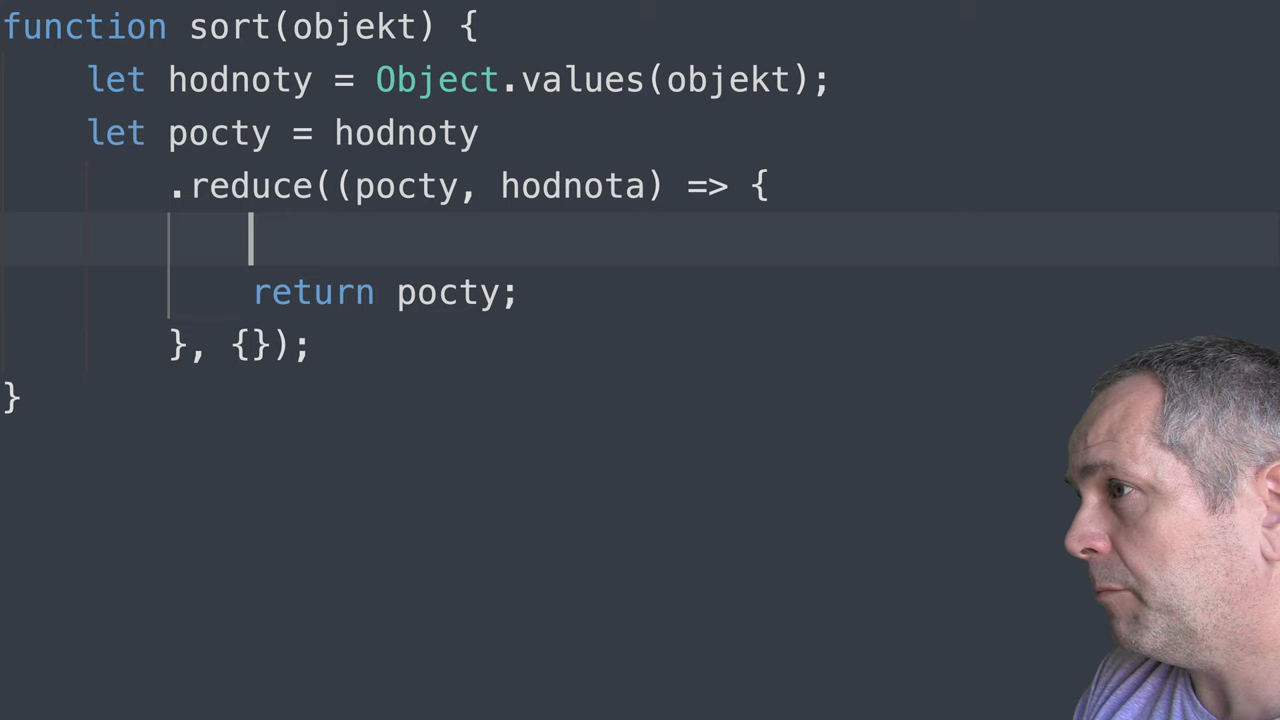 function sort(objekt) {
let hodnoty = Object.values(objekt);
let pocty = hodnoty
.reduce((pocty, hodnota) => {
return pocty;
}, {});
}